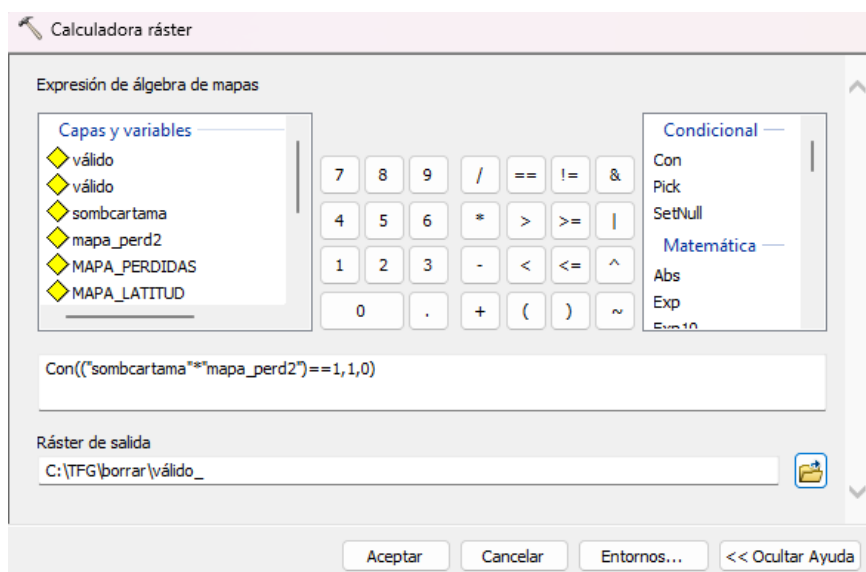 Calculadora ráster
Expresión de álgebra de mapas
Capas y variables
válido
válido
sombcartama
mapa_perd2
MAPA_PERDIDAS
MAPA_LATITUD
7 8 9 / == != &
4 5 6 * > >= |
1 2 3 - < <= ^
0 . + ( ) ~
Condicional
Con
Pick
SetNull
Matemática
Abs
Exp
Exp10
Con(("sombcartama"*"mapa_perd2")==1,1,0)
Ráster de salida
C:\TFG\borrar\válido_
Aceptar
Cancelar
Entornos...
<< Ocultar Ayuda